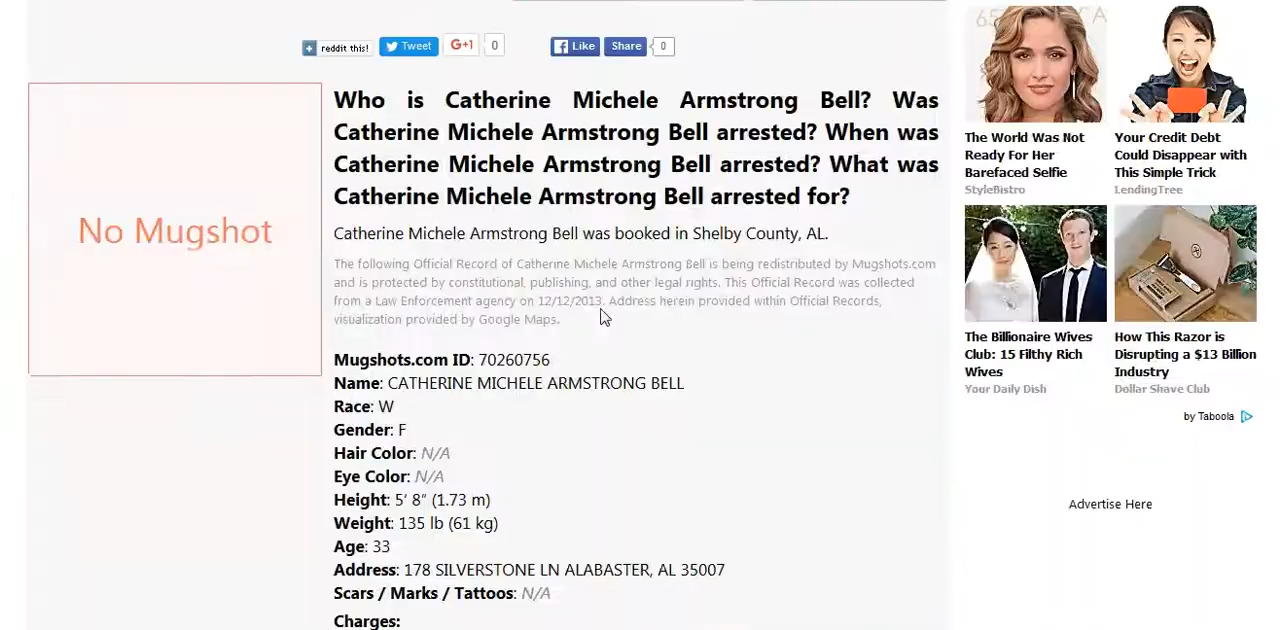 reddit this!
Tweet
G+1
0
Like
Share
0
Who is Catherine Michele Armstrong Bell? Was
Catherine Michele Armstrong Bell arrested? When was
Catherine Michele Armstrong Bell arrested? What was
Catherine Michele Armstrong Bell arrested for?
Catherine Michele Armstrong Bell was booked in Shelby County, AL.
The following Official Record of Catherine Michele Armstrong Bell is being redistributed by Mugshots.com
and is protected by constitutional, publishing, and other legal rights. This Official Record was collected
from a Law Enforcement agency on 12/12/2013. Address herein provided within Official Records,
visualization provided by Google Maps.
No Mugshot
Mugshots.com ID: 70260756
Name: CATHERINE MICHELE ARMSTRONG BELL
Race: W
Gender: F
Hair Color: N/A
Eye Color: N/A
Height: 5' 8" (1.73 m)
Weight: 135 lb (61 kg)
Age: 33
Address: 178 SILVERSTONE LN ALABASTER, AL 35007
Scars / Marks / Tattoos: N/A
Charges:
The World Was Not
Ready For Her
Barefaced Selfie
StyleBistro
Your Credit Debt
Could Disappear with
This Simple Trick
LendingTree
The Billionaire Wives
Club: 15 Filthy Rich
Wives
Your Daily Dish
How This Razor is
Disrupting a $13 Billion
Industry
Dollar Shave Club
by Taboola
Advertise Here